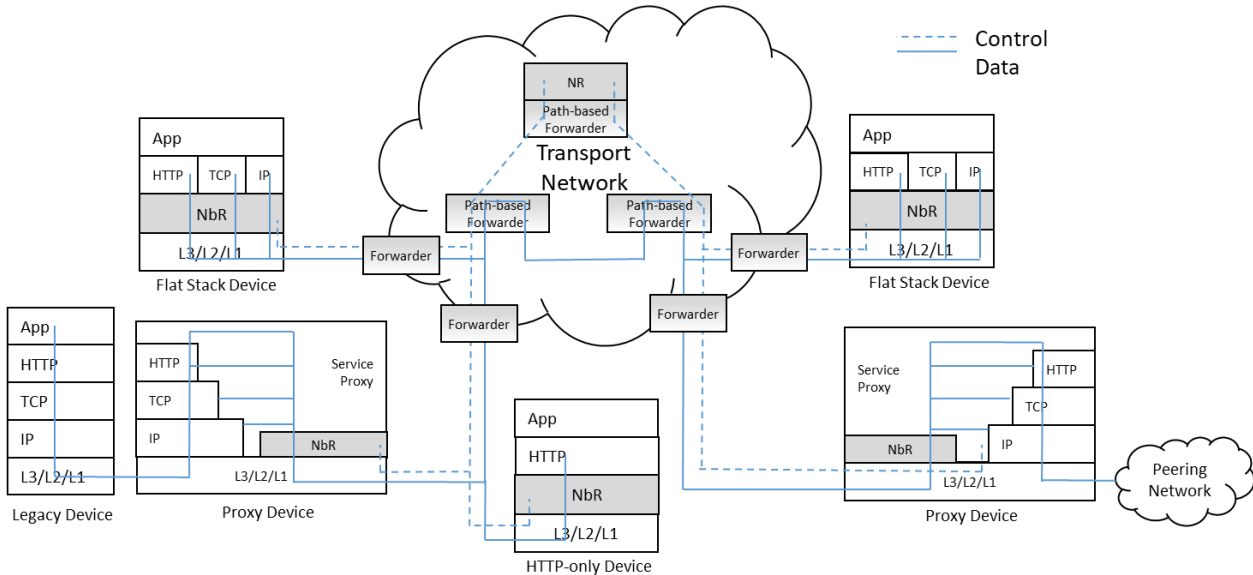 Control
Data
NR
Path-based
Forwarder
Transport
Network
Path-based
Forwarder
Path-based
Forwarder
Forwarder
Forwarder
Forwarder
Forwarder
App
HTTP
TCP
IP
NbR
L3/L2/L1
Flat Stack Device
App
HTTP
TCP
IP
NbR
L3/L2/L1
Flat Stack Device
App
HTTP
TCP
IP
L3/L2/L1
Legacy Device
HTTP
TCP
IP
Service
Proxy
NbR
L3/L2/L1
Proxy Device
App
HTTP
NbR
L3/L2/L1
HTTP-only Device
Service
Proxy
HTTP
TCP
IP
NbR
L3/L2/L1
Proxy Device
Peering
Network